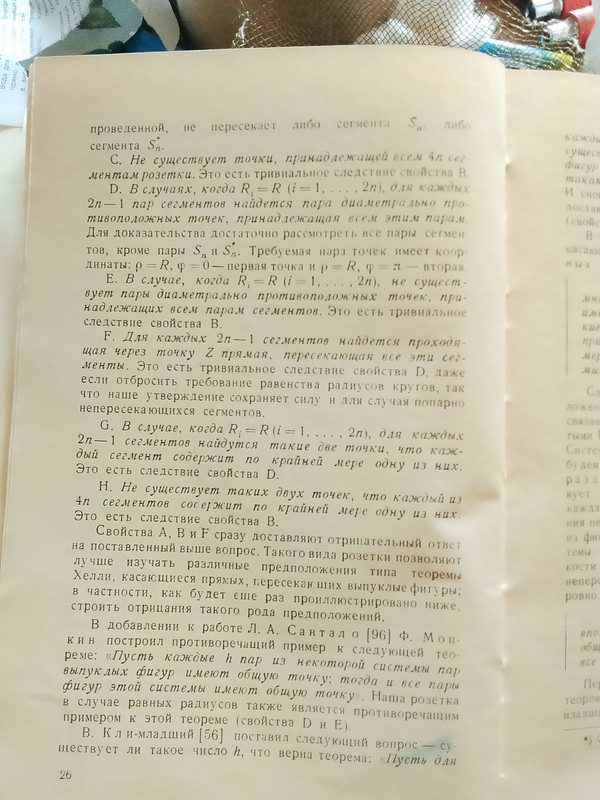 проведенной, не пересекает либо сегмента Sₙ, либо
сегмента Sₙ*.
С. Не существует точки, принадлежащей всем 4n сег-
ментам розетки. Это есть тривиальное следствие свойства В.
D. В случаях, когда Rᵢ = R (i = 1, . . . , 2n), для каждых
2n — 1 пар сегментов найдется пара диаметрально про-
тивоположных точек, принадлежащая всем этим парам.
Для доказательства достаточно рассмотреть все пары сегмен-
тов, кроме пары Sₙ и Sₙ*. Требуемая пара точек имеет коор-
динаты: ρ = R, φ = 0 — первая точка и ρ = R, φ = π — вторая.
Е. В случае, когда Rᵢ = R (i = 1, . . . , 2n), не сущест-
вует пары диаметрально противоположных точек, при-
надлежащих всем парам сегментов. Это есть тривиальное
следствие свойства В.
F. Для каждых 2n — 1 сегментов найдется проходя-
щая через точку Z прямая, пересекающая все эти сег-
менты. Это есть тривиальное следствие свойства D, даже
если отбросить требование равенства радиусов кругов, так
что наше утверждение сохраняет силу и для случая попарно
непересекающихся сегментов.
G. В случае, когда Rᵢ = R (i = 1, . . . , 2n), для каждых
2n — 1 сегментов найдутся такие две точки, что каж-
дый сегмент содержит по крайней мере одну из них.
Это есть следствие свойства D.
Н. Не существует таких двух точек, что каждый из
4n сегментов содержит по крайней мере одну из них.
Это есть следствие свойства В.
Свойства А, В и F сразу доставляют отрицательный ответ
на поставленный выше вопрос. Такого вида розетки позволяют
лучше изучать различные предположения типа теоремы
Хелли, касающиеся прямых, пересекающих выпуклые фигуры;
в частности, как будет еще раз проиллюстрировано ниже,
строить отрицания такого рода предположений.
В добавлении к работе Л. А. Сантало [96] Ф. Моц-
кин построил противоречащий пример к следующей тео-
реме: «Пусть каждые h пар из некоторой системы пар
выпуклых фигур имеют общую точку; тогда и все пары
фигур этой системы имеют общую точку». Наша розетка
в случае равных радиусов также является противоречащим
примером к этой теореме (свойства D и Е).
В. Кли-младший [56] поставил следующий вопрос — су-
ществует ли такое число h, что верна теорема: «Пусть для
26